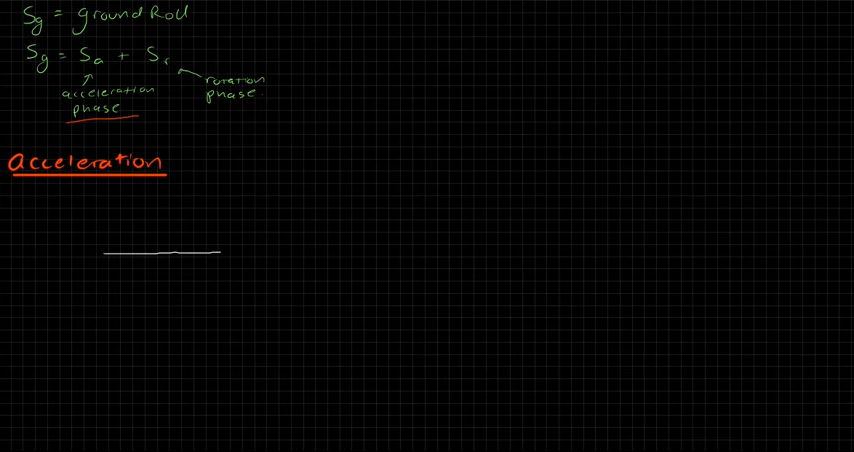 Sg = ground Roll
Sg = Sa + Sr
acceleration phase
rotation phase.
acceleration